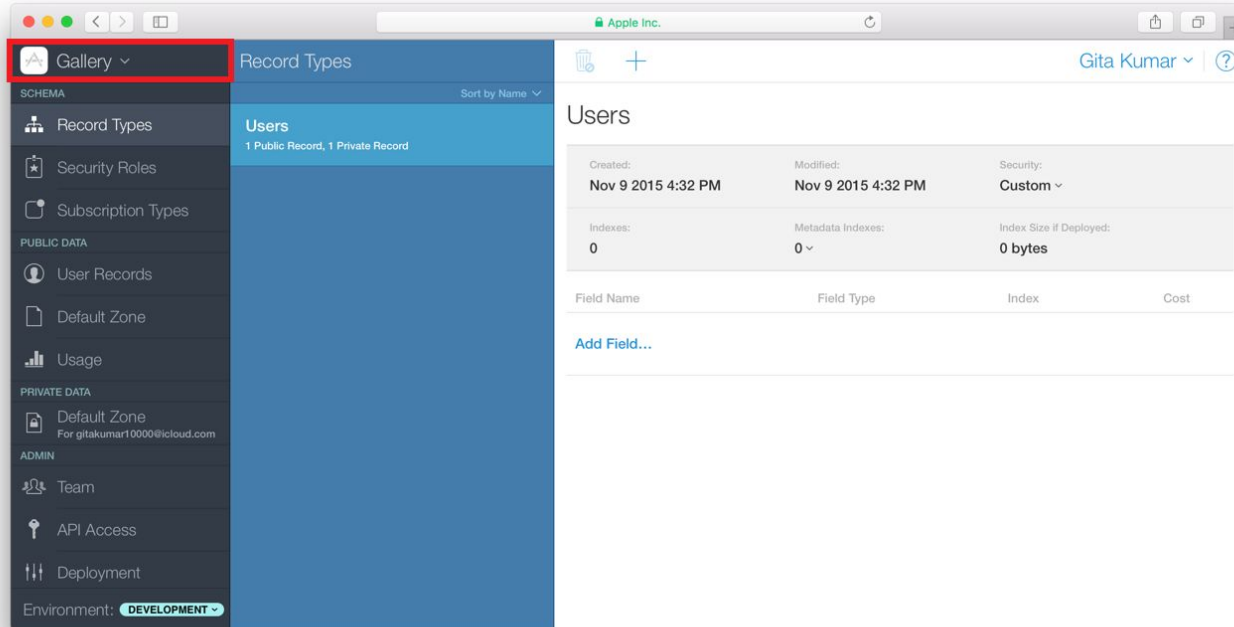 Apple Inc.
Gallery
SCHEMA
Record Types
Security Roles
Subscription Types
PUBLIC DATA
User Records
Default Zone
Usage
PRIVATE DATA
Default Zone
For gitakumar10000@icloud.com
ADMIN
Team
API Access
Deployment
Environment: DEVELOPMENT
Record Types
Sort by Name
Users
1 Public Record, 1 Private Record
Gita Kumar ?
Users
Created: Modified: Security:
Nov 9 2015 4:32 PM Nov 9 2015 4:32 PM Custom
Indexes: Metadata Indexes: Index Size if Deployed:
0 0 0 bytes
Field Name Field Type Index Cost
Add Field...